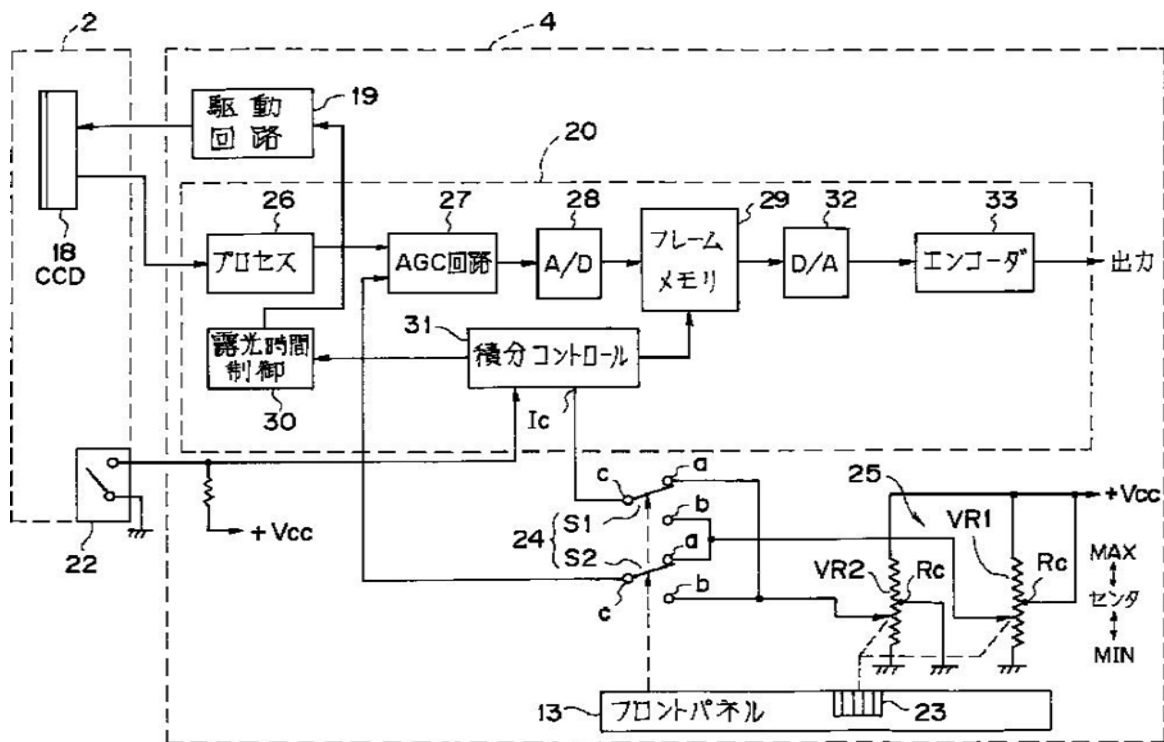 2
4
駆動
回路
19
20
18
CCD
26
プロセス
27
AGC回路
28
A/D
29
フレーム
メモリ
32
D/A
33
エンコーダ
出力
31
積分コントロール
露光時間
制御
30
Ic
22
+Vcc
24
S1
S2
c
a
b
a
b
c
25
+Vcc
VR1
VR2
Rc
Rc
MAX
センタ
MIN
13
フロントパネル
23